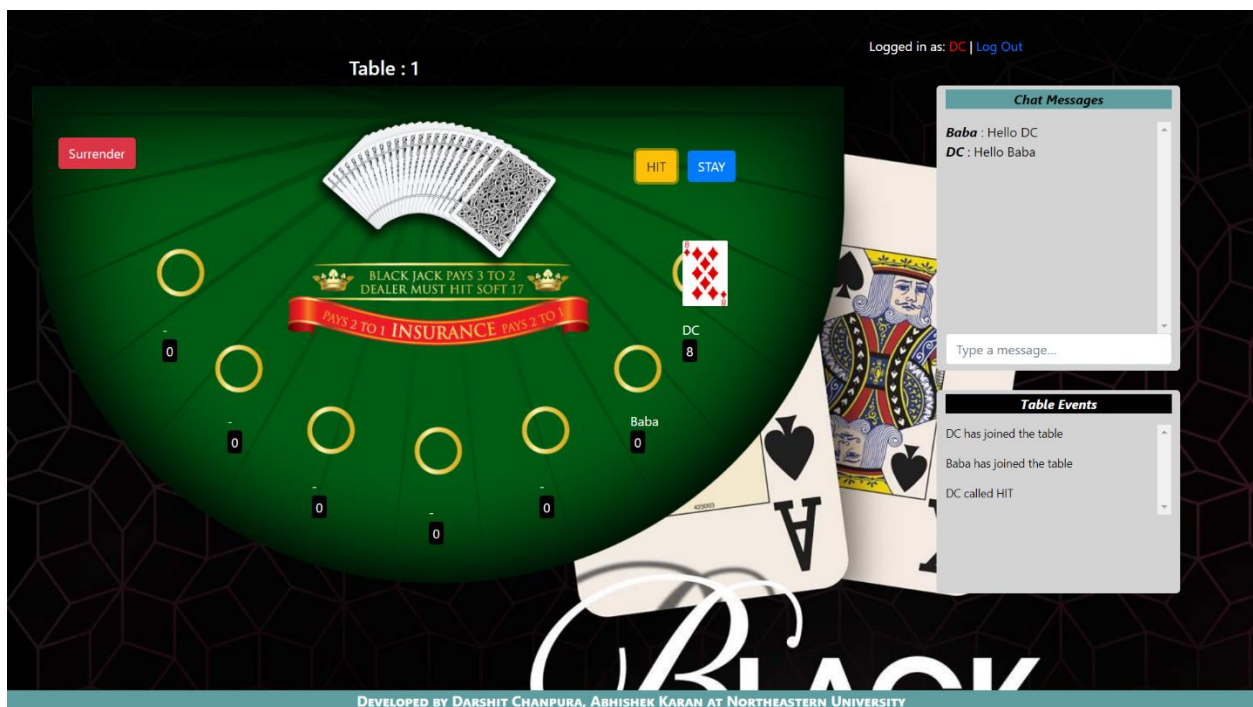 Logged in as: DC | Log Out
Table : 1
Chat Messages
Baba : Hello DC
DC : Hello Baba
Surrender
HIT
STAY
8
8
BLACK JACK PAYS 3 TO 2
DEALER MUST HIT SOFT 17
PAYS 2 TO 1 INSURANCE PAYS 2 TO 1
DC
8
-
0
Type a message...
Table Events
DC has joined the table
Baba has joined the table
DC called HIT
-
0
Baba
0
-
0
-
0
-
0
A
BLACK
DEVELOPED BY DARSHIT CHANPURA, ABHISHEK KARAN AT NORTHEASTERN UNIVERSITY